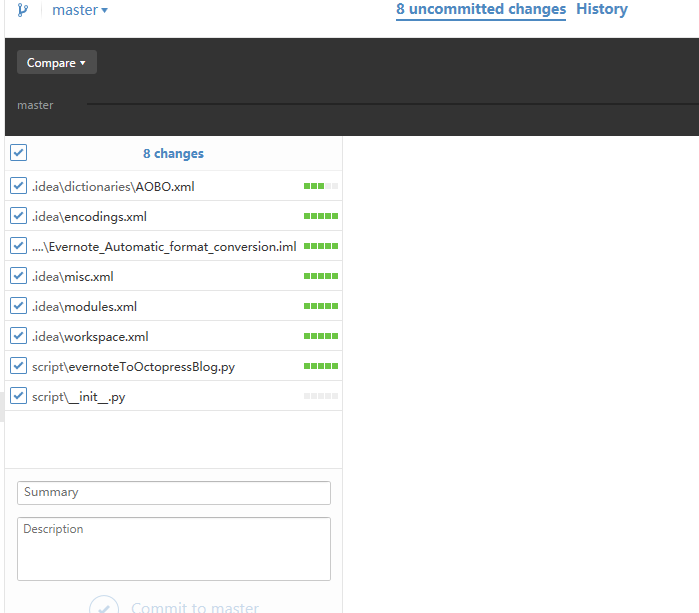 master
8 uncommitted changes History
Compare
master
8 changes
.idea\dictionaries\AOBO.xml
.idea\encodings.xml
....\Evernote_Automatic_format_conversion.iml
.idea\misc.xml
.idea\modules.xml
.idea\workspace.xml
script\evernoteToOctopressBlog.py
script\__init__.py
Summary
Description
Commit to master